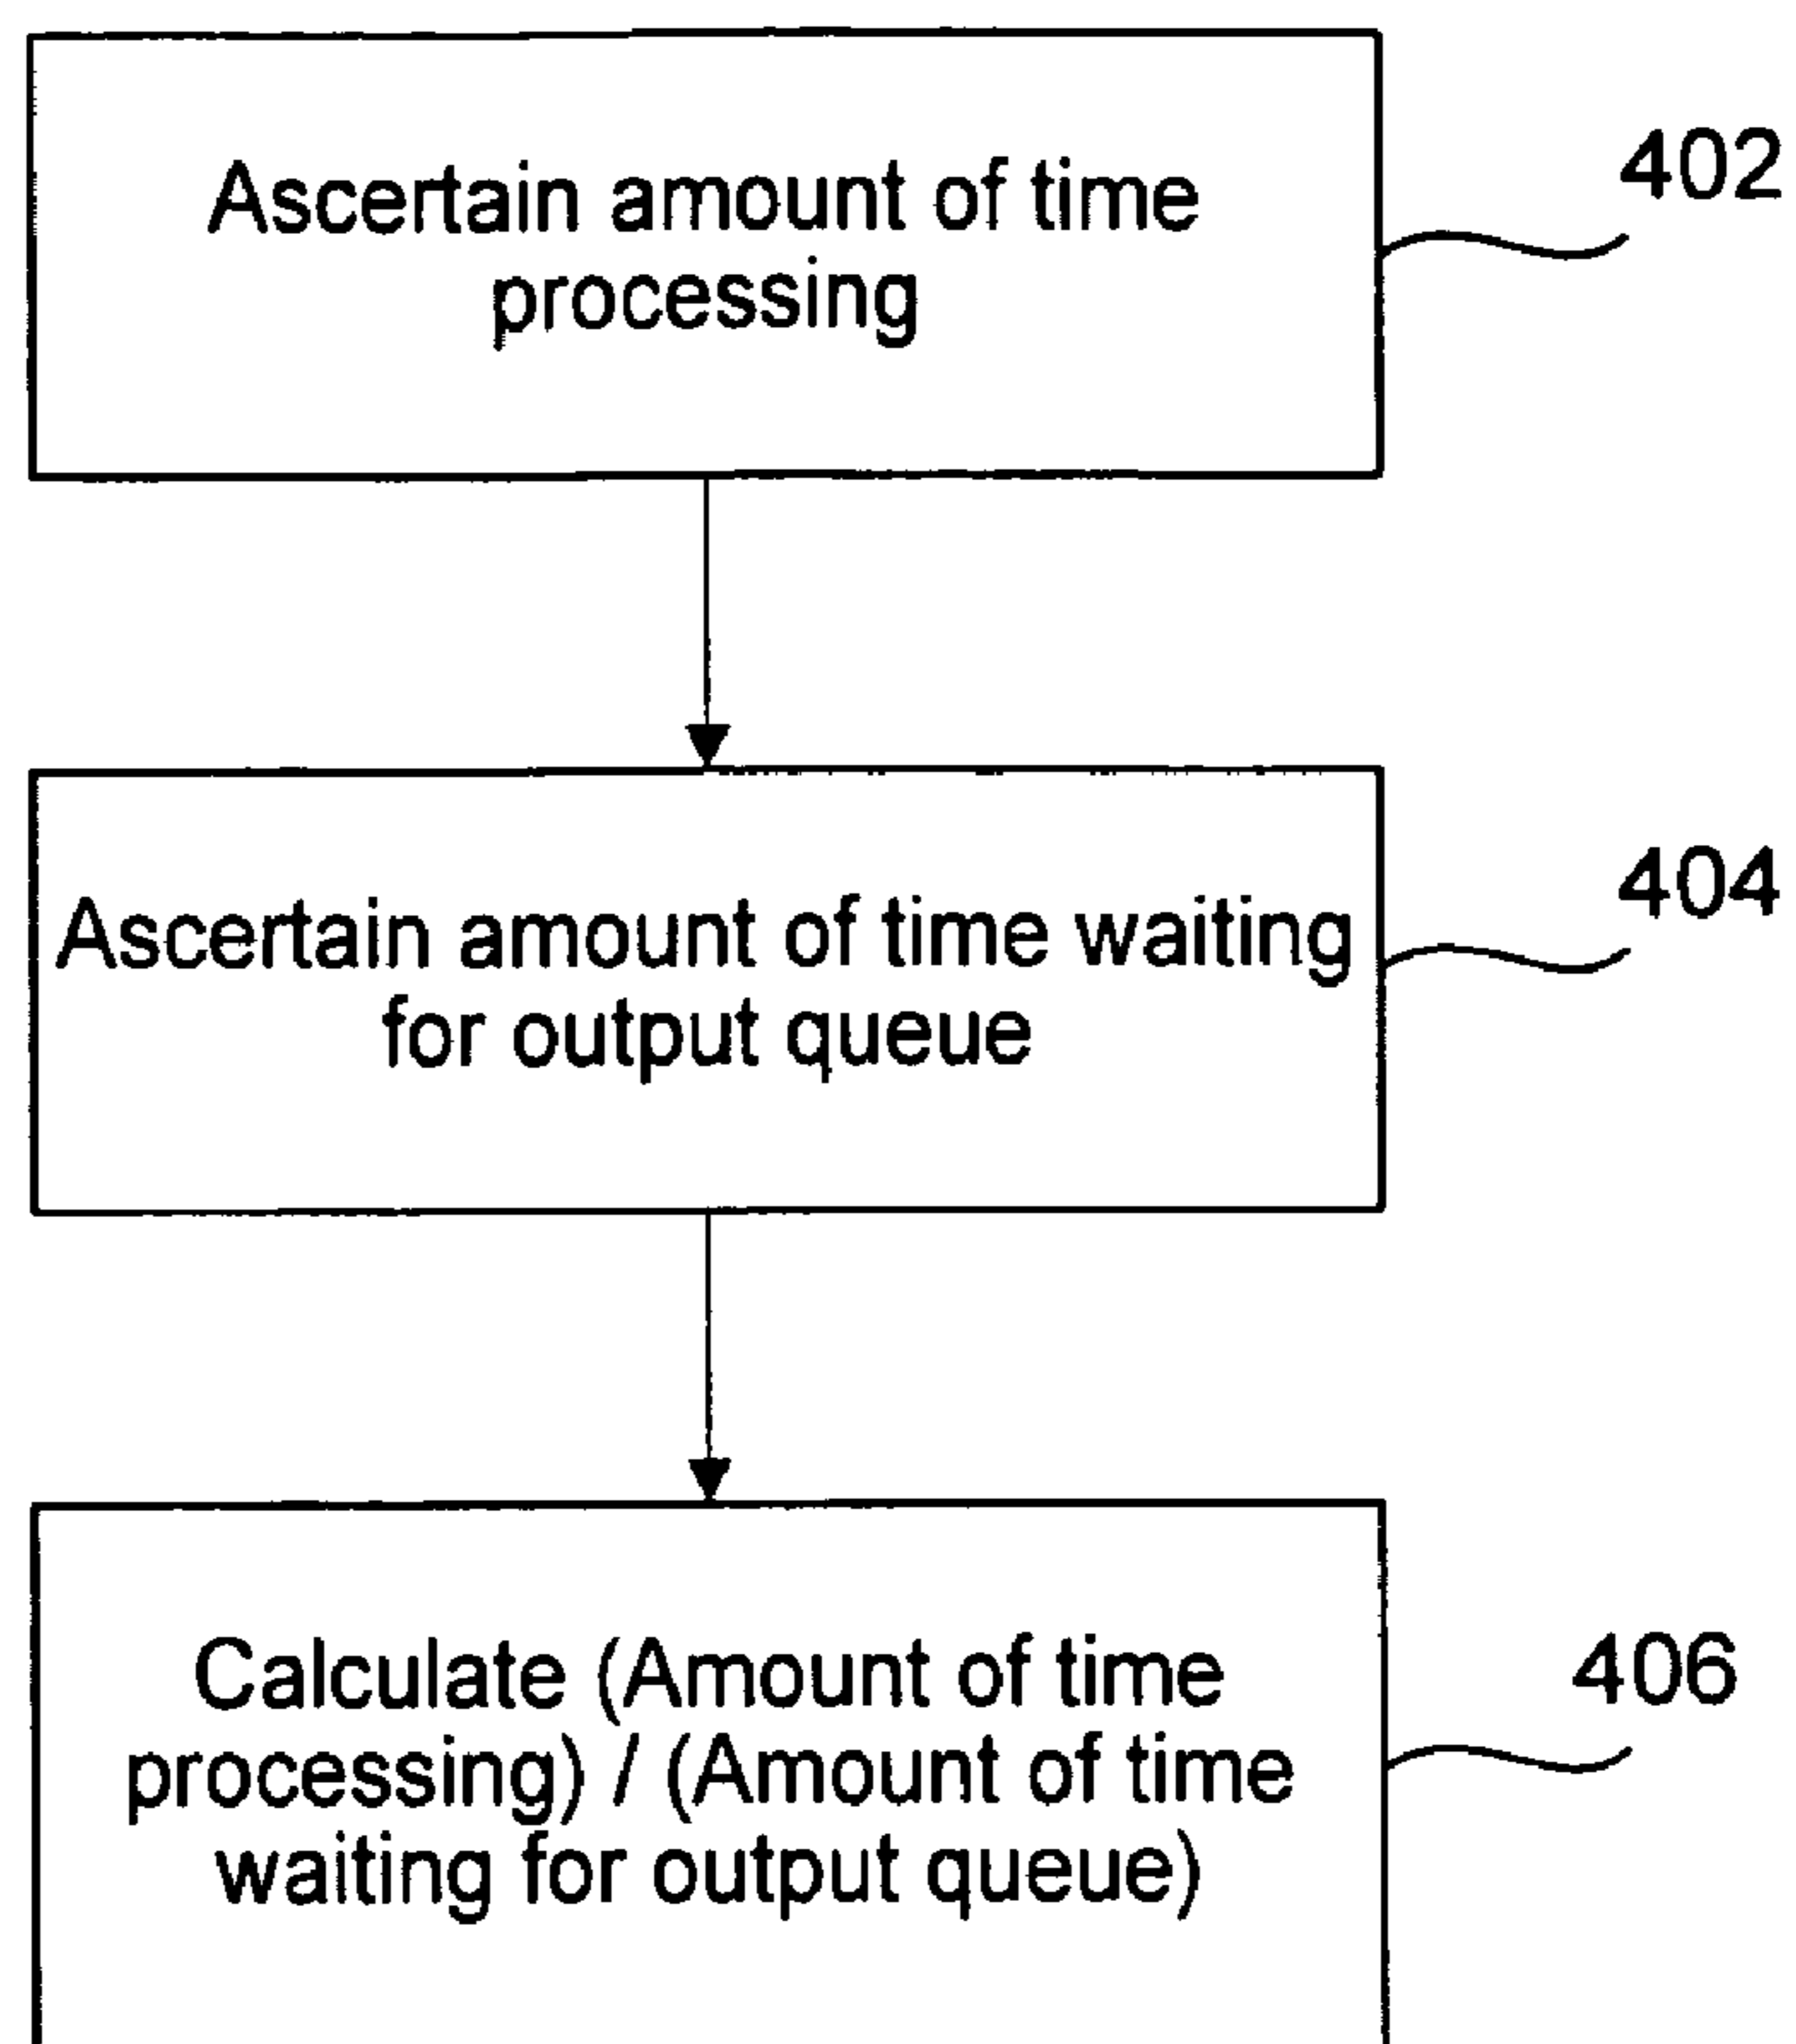 Ascertain amount of time
processing
402
Ascertain amount of time waiting
for output queue
404
Calculate (Amount of time
processing) / (Amount of time
waiting for output queue)
406